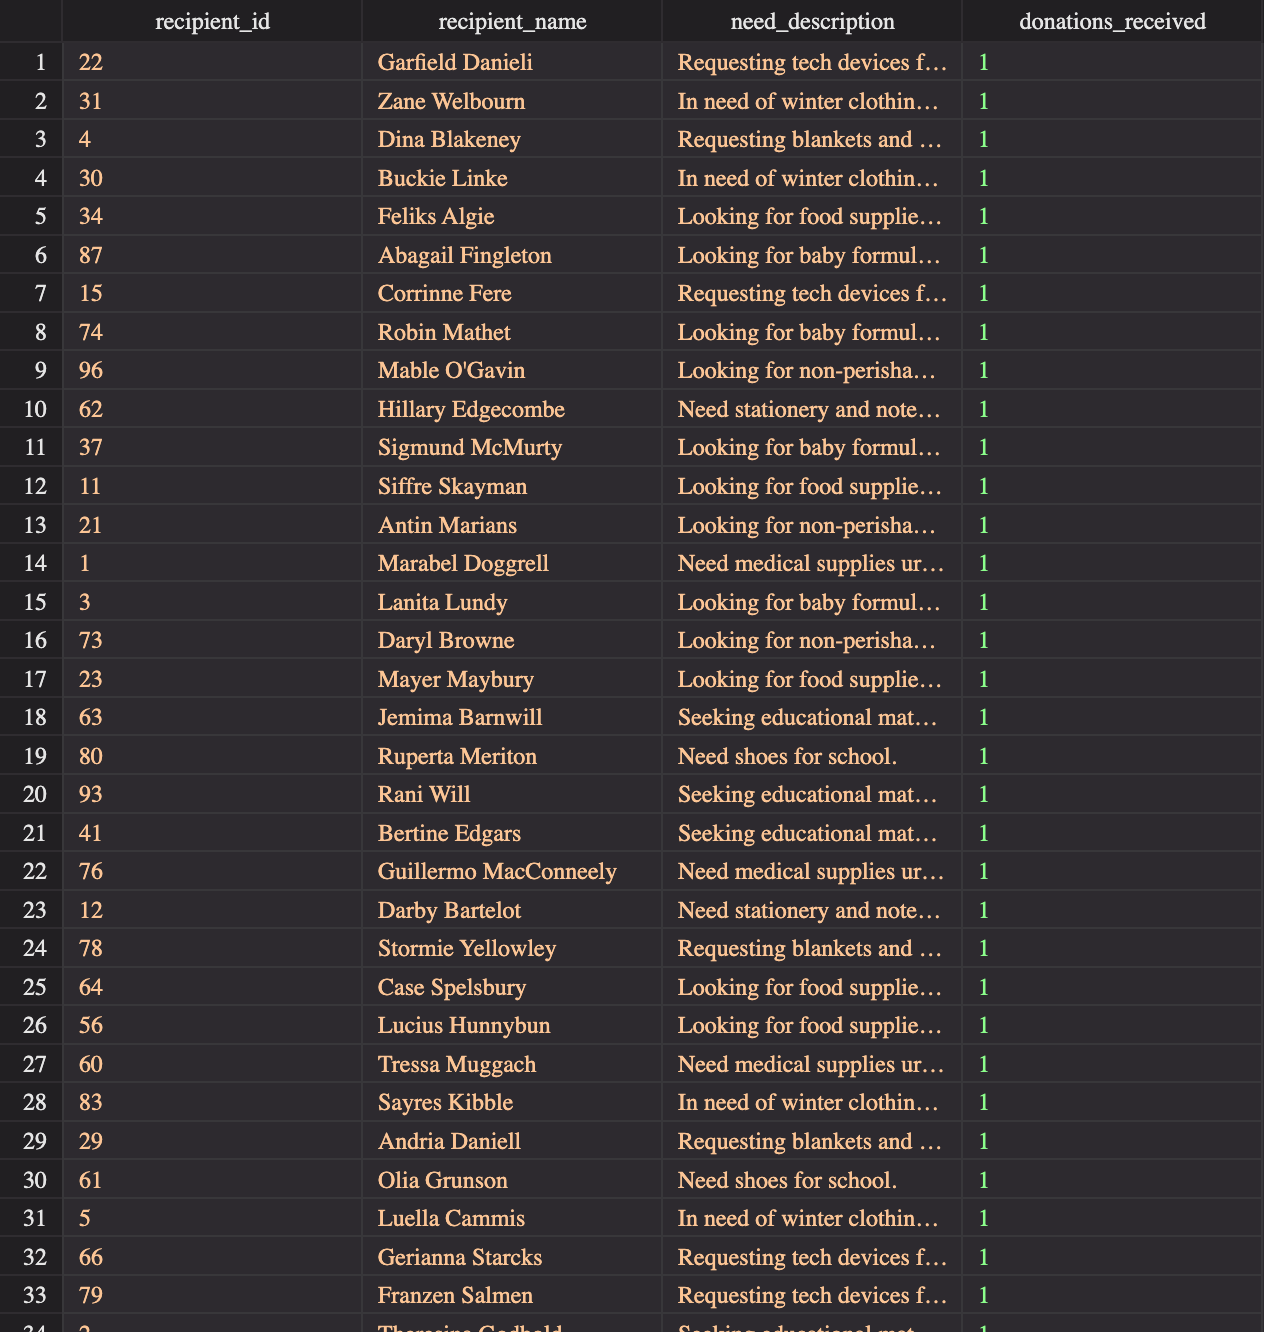 recipient_id recipient_name need_description donations_received
1 22 Garfield Danieli Requesting tech devices f... 1
2 31 Zane Welbourn In need of winter clothin... 1
3 4 Dina Blakeney Requesting blankets and ... 1
4 30 Buckie Linke In need of winter clothin... 1
5 34 Feliks Algie Looking for food supplie... 1
6 87 Abagail Fingleton Looking for baby formul... 1
7 15 Corrinne Fere Requesting tech devices f... 1
8 74 Robin Mathet Looking for baby formul... 1
9 96 Mable O'Gavin Looking for non-perisha... 1
10 62 Hillary Edgecombe Need stationery and note... 1
11 37 Sigmund McMurty Looking for baby formul... 1
12 11 Siffre Skayman Looking for food supplie... 1
13 21 Antin Marians Looking for non-perisha... 1
14 1 Marabel Doggrell Need medical supplies ur... 1
15 3 Lanita Lundy Looking for baby formul... 1
16 73 Daryl Browne Looking for non-perisha... 1
17 23 Mayer Maybury Looking for food supplie... 1
18 63 Jemima Barnwill Seeking educational mat... 1
19 80 Ruperta Meriton Need shoes for school. 1
20 93 Rani Will Seeking educational mat... 1
21 41 Bertine Edgars Seeking educational mat... 1
22 76 Guillermo MacConneely Need medical supplies ur... 1
23 12 Darby Bartelot Need stationery and note... 1
24 78 Stormie Yellowley Requesting blankets and ... 1
25 64 Case Spelsbury Looking for food supplie... 1
26 56 Lucius Hunnybun Looking for food supplie... 1
27 60 Tressa Muggach Need medical supplies ur... 1
28 83 Sayres Kibble In need of winter clothin... 1
29 29 Andria Daniell Requesting blankets and ... 1
30 61 Olia Grunson Need shoes for school. 1
31 5 Luella Cammis In need of winter clothin... 1
32 66 Gerianna Starcks Requesting tech devices f... 1
33 79 Franzen Salmen Requesting tech devices f... 1